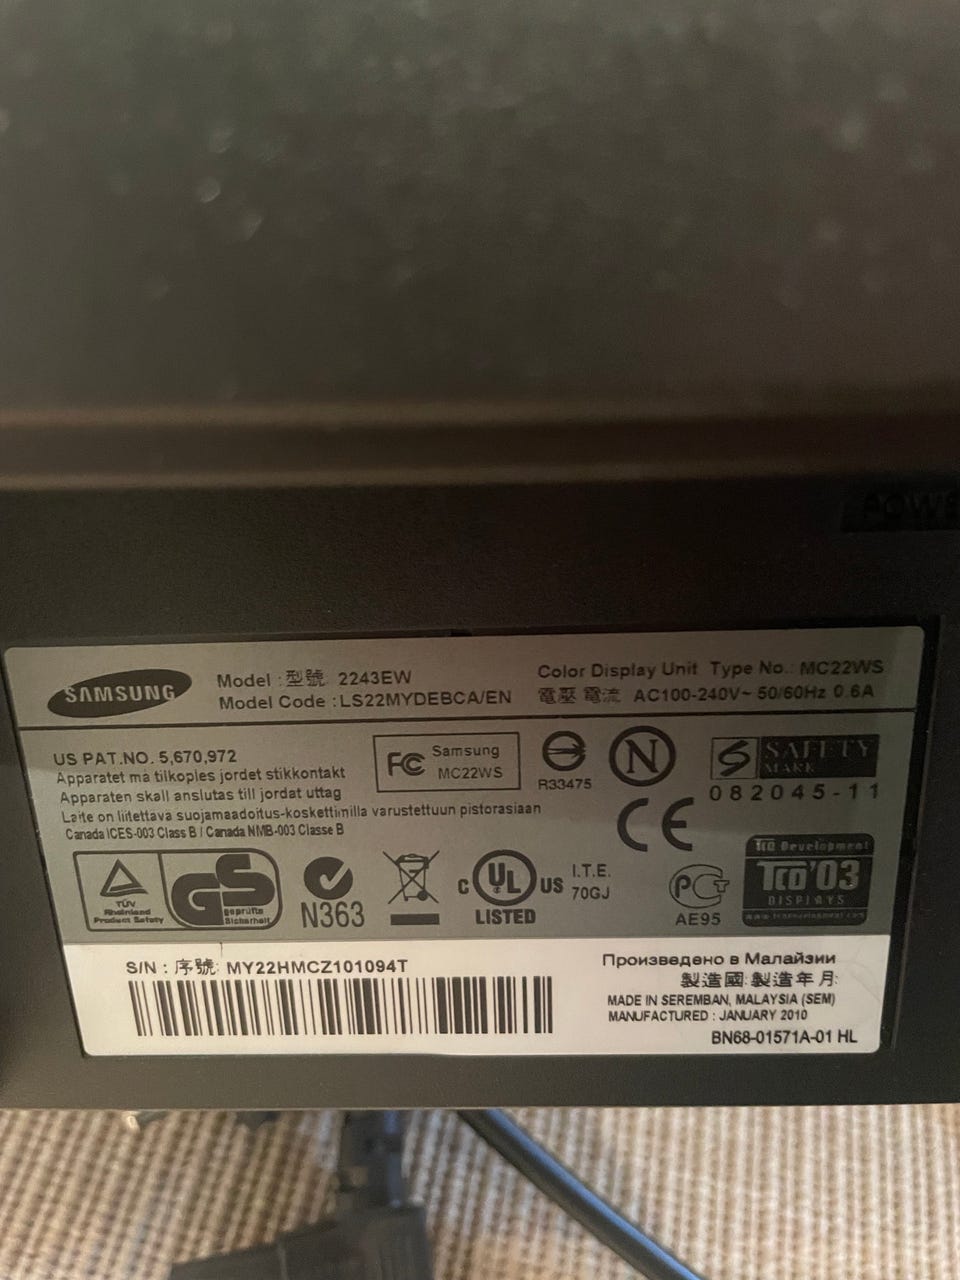 POWER
SAMSUNG
Model : 型號: 2243EW
Model Code : LS22MYDEBCA/EN
Color Display Unit Type No.: MC22WS
電壓 電流 AC100-240V~ 50/60Hz 0.6A
US PAT.NO. 5,670,972
Apparatet må tilkoples jordet stikkontakt
Apparaten skall anslutas till jordat uttag
Laite on liitettävä suojamaadoitus-koskettimilla varustettuun pistorasiaan
Canada ICES-003 Class B / Canada NMB-003 Classe B
FC Samsung
MC22WS
R33475
N
S SAFETY
MARK
082045-11
CE
TÜV
Rheinland
Product Safety
GS
geprüfte
Sicherheit
N363
C UL US
LISTED
I.T.E.
70GJ
PCT
AE95
TCO Development
TCO'03
DISPLAYS
www.tcodevelopment.com
S/N : 序號: MY22HMCZ101094T
Произведено в Малайзии
製造國: 製造年月:
MADE IN SEREMBAN, MALAYSIA (SEM)
MANUFACTURED : JANUARY 2010
BN68-01571A-01 HL